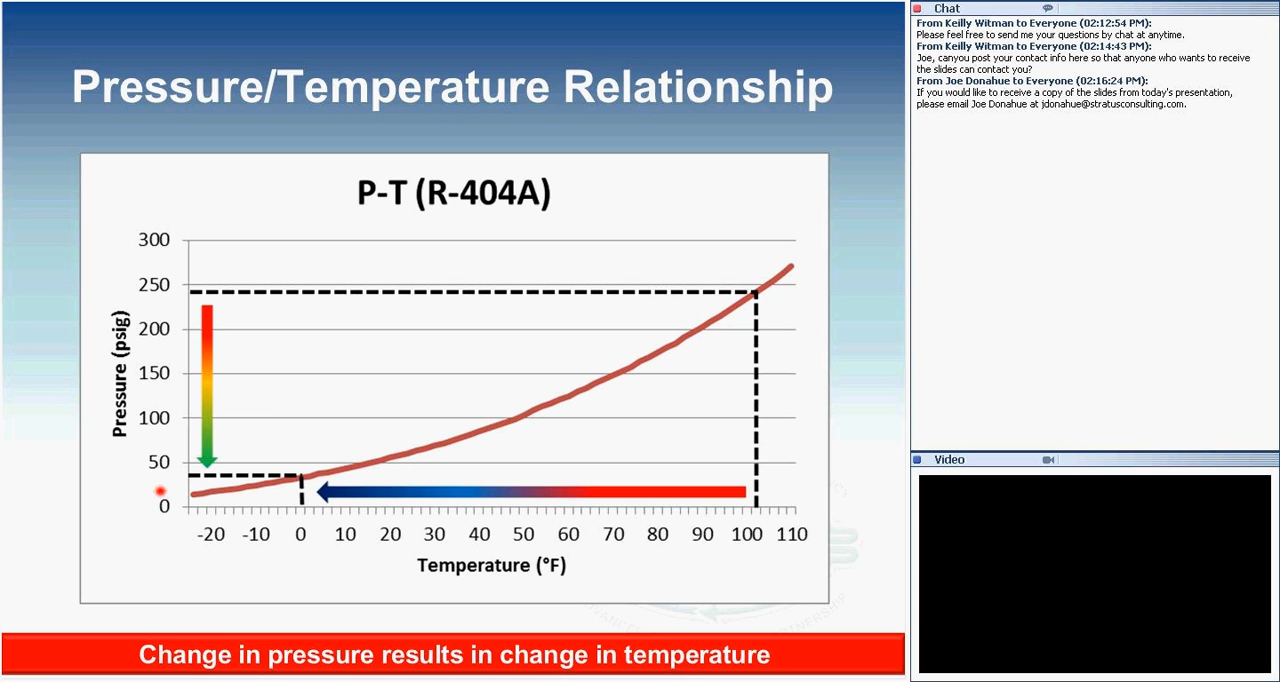 Pressure/Temperature Relationship
P-T (R-404A)
300
250
200
150
100
50
0
Pressure (psig)
-20 -10 0 10 20 30 40 50 60 70 80 90 100 110
Temperature (°F)
Change in pressure results in change in temperature
Chat
From Keilly Witman to Everyone (02:12:54 PM):
Please feel free to send me your questions by chat at anytime.
From Keilly Witman to Everyone (02:14:43 PM):
Joe, canyou post your contact info here so that anyone who wants to receive
the slides can contact you?
From Joe Donahue to Everyone (02:16:24 PM):
If you would like to receive a copy of the slides from today's presentation,
please email Joe Donahue at jdonahue@stratusconsulting.com.
Video